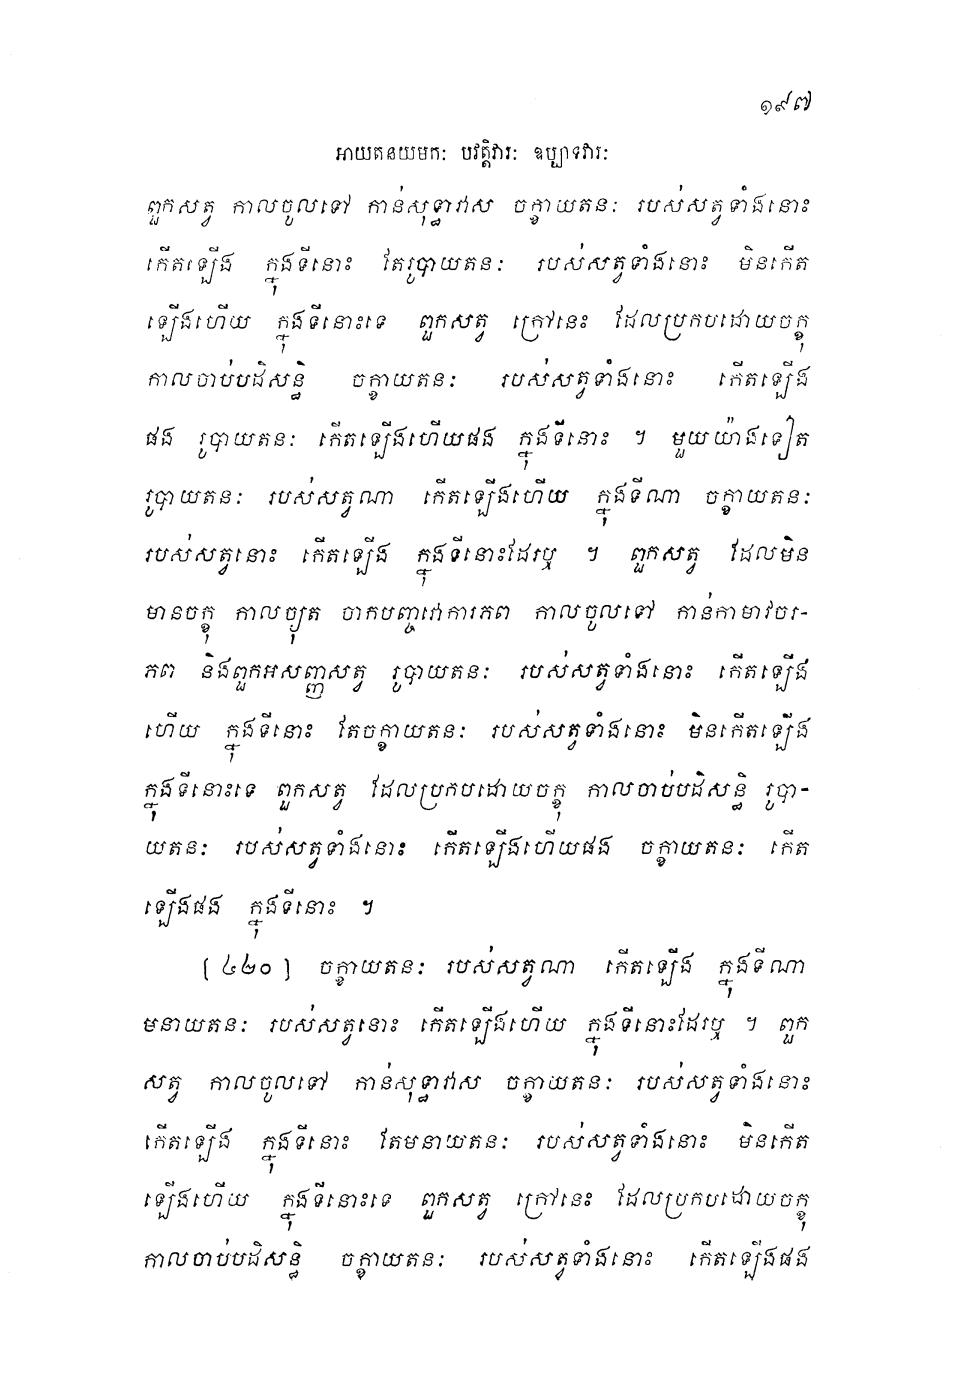 ១៩៧
អាយតនយមកៈ បវត្តិវារៈ ឧប្បាទវារៈ
ពួកសត្វ កាលចូលទៅ កាន់សុទ្ធាវាស ចក្ខាយតនៈ របស់សត្វទាំងនោះ
កើតឡើង ក្នុងទីនោះ តែរូបាយតនៈ របស់សត្វទាំងនោះ មិនកើត
ឡើងហើយ ក្នុងទីនោះទេ ពួកសត្វ ក្រៅនេះ ដែលប្រកបដោយចក្ខុ
កាលចាប់បដិសន្ធិ ចក្ខាយតនៈ របស់សត្វទាំងនោះ កើតឡើង
ផង រូបាយតនៈ កើតឡើងហើយផង ក្នុងទីនោះ ។ មួយយ៉ាងទៀត
រូបាយតនៈ របស់សត្វណា កើតឡើងហើយ ក្នុងទីណា ចក្ខាយតនៈ
របស់សត្វនោះ កើតឡើង ក្នុងទីនោះដែរឬ ។ ពួកសត្វ ដែលមិន
មានចក្ខុ កាលច្យុត ចាកបញ្ចវោការភព កាលចូលទៅ កាន់កាមាវចរ-
ភព និងពួកអសញ្ញសត្វ រូបាយតនៈ របស់សត្វទាំងនោះ កើតឡើង
ហើយ ក្នុងទីនោះ តែចក្ខាយតនៈ របស់សត្វទាំងនោះ មិនកើតឡើង
ក្នុងទីនោះទេ ពួកសត្វ ដែលប្រកបដោយចក្ខុ កាលចាប់បដិសន្ធិ រូបា-
យតនៈ របស់សត្វទាំងនោះ កើតឡើងហើយផង ចក្ខាយតនៈ កើត
ឡើងផង ក្នុងទីនោះ ។
[ ៤២០ ] ចក្ខាយតនៈ របស់សត្វណា កើតឡើង ក្នុងទីណា
មនាយតនៈ របស់សត្វនោះ កើតឡើងហើយ ក្នុងទីនោះដែរឬ ។ ពួក
សត្វ កាលចូលទៅ កាន់សុទ្ធាវាស ចក្ខាយតនៈ របស់សត្វទាំងនោះ
កើតឡើង ក្នុងទីនោះ តែមនាយតនៈ របស់សត្វទាំងនោះ មិនកើត
ឡើងហើយ ក្នុងទីនោះទេ ពួកសត្វ ក្រៅនេះ ដែលប្រកបដោយចក្ខុ
កាលចាប់បដិសន្ធិ ចក្ខាយតនៈ របស់សត្វទាំងនោះ កើតឡើងផង